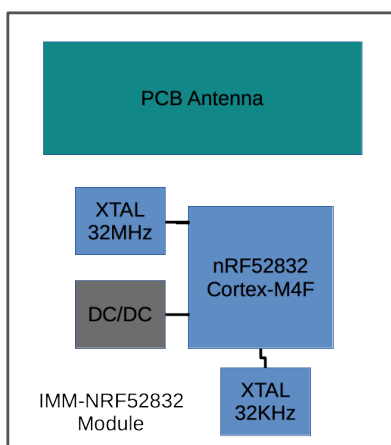 PCB Antenna
XTAL
32MHz
nRF52832
Cortex-M4F
DC/DC
XTAL
32KHz
IMM-NRF52832
Module